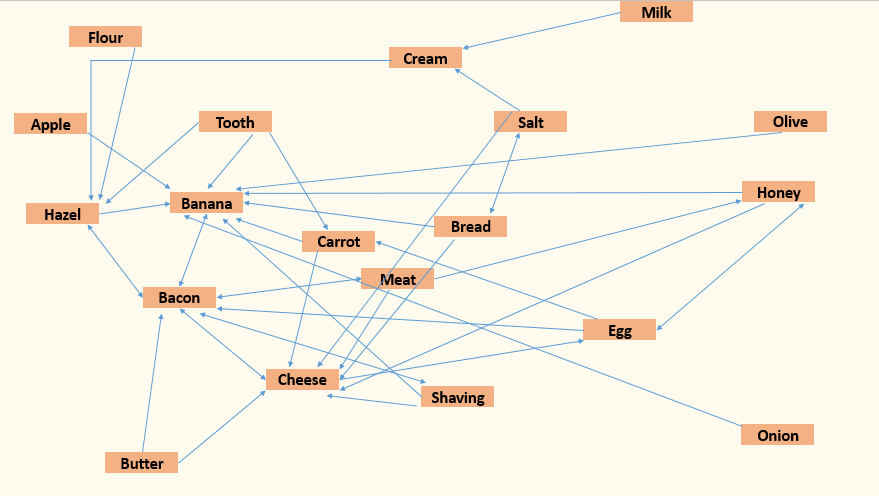 Milk
Flour
Cream
Apple
Tooth
Salt
Olive
Honey
Banana
Hazel
Bread
Carrot
Meat
Bacon
Egg
Cheese
Shaving
Onion
Butter